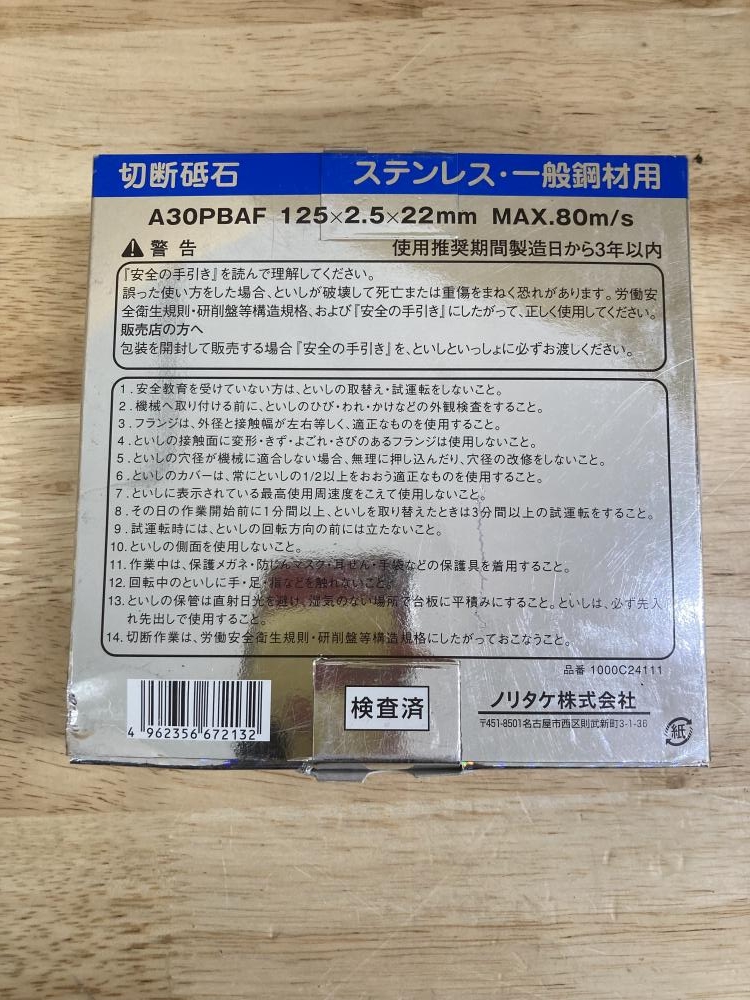 切断砥石 ステンレス・一般鋼材用
A30PBAF 125×2.5×22mm MAX.80m/s
警告 使用推奨期間製造日から3年以内
『安全の手引き』を読んで理解してください。
誤った使い方をした場合、といしが破壊して死亡または重傷をまねく恐れがあります。労働安
全衛生規則・研削盤等構造規格、および『安全の手引き』にしたがって、正しく使用してください。
販売店の方へ
包装を開封して販売する場合『安全の手引き』を、といしといっしょに必ずお渡しください。
1.安全教育を受けていない方は、といしの取替え・試運転をしないこと。
2.機械へ取り付ける前に、といしのひび・われ・かけなどの外観検査をすること。
3.フランジは、外径と接触幅が左右等しく、適正なものを使用すること。
4.といしの接触面に変形・きず・よごれ・さびのあるフランジは使用しないこと。
5.といしの穴径が機械に適合しない場合、無理に押し込んだり、穴径の改修をしないこと。
6.といしのカバーは、常にといしの1/2以上をおおう適正なものを使用すること。
7.といしに表示されている最高使用周速度をこえて使用しないこと。
8.その日の作業開始前に1分間以上、といしを取り替えたときは3分間以上の試運転をすること。
9.試運転時には、といしの回転方向の前には立たないこと。
10.といしの側面を使用しないこと。
11.作業中は、保護メガネ・防じんマスク・耳せん・手袋などの保護具を着用すること。
12.回転中のといしに手・足・指などを触れないこと。
13.といしの保管は直射日光を避け、湿気のない場所で台板に平積みにすること。といしは、必ず先入
れ先出しで使用すること。
14.切断作業は、労働安全衛生規則・研削盤等構造規格にしたがっておこなうこと。
品番 1000C24111
4 962356 672132
検査済
ノリタケ株式会社
〒451-8501名古屋市西区則武新町3-1-36
紙